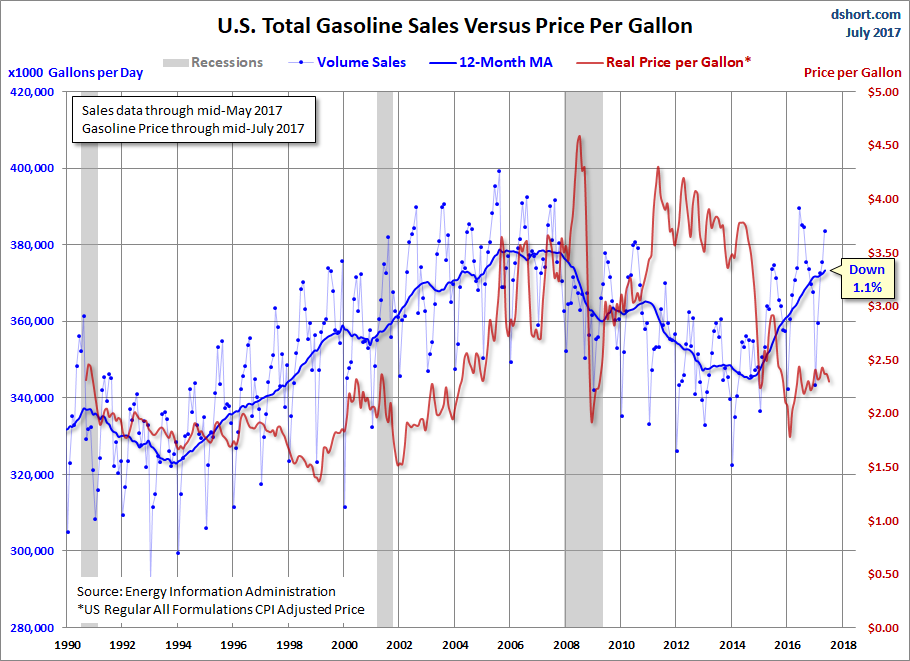 U.S. Total Gasoline Sales Versus Price Per Gallon
dshort.com
July 2017
Recessions
Volume Sales
12-Month MA
Real Price per Gallon*
x1000 Gallons per Day
Price per Gallon
Sales data through mid-May 2017
Gasoline Price through mid-July 2017
420,000
400,000
380,000
360,000
340,000
320,000
300,000
280,000
$5.00
$4.50
$4.00
$3.50
$3.00
$2.50
$2.00
$1.50
$1.00
$0.50
$0.00
Down
1.1%
Source: Energy Information Administration
*US Regular All Formulations CPI Adjusted Price
1990 1992 1994 1996 1998 2000 2002 2004 2006 2008 2010 2012 2014 2016 2018